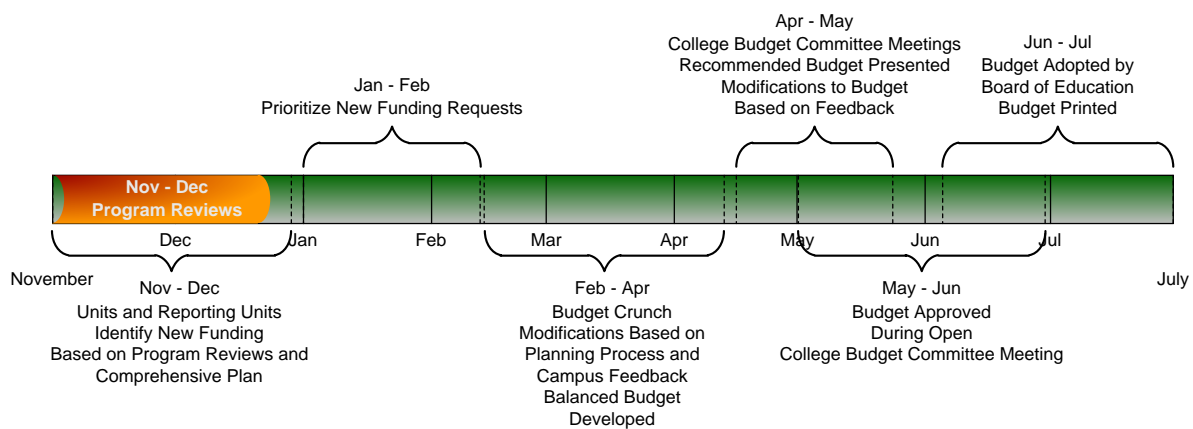 Apr - May
College Budget Committee Meetings
Recommended Budget Presented
Modifications to Budget
Based on Feedback
Jun - Jul
Budget Adopted by
Board of Education
Budget Printed
Jan - Feb
Prioritize New Funding Requests
Nov - Dec
Program Reviews
Dec
Jan
Feb
Mar
Apr
May
Jun
Jul
November
July
Nov - Dec
Units and Reporting Units
Identify New Funding
Based on Program Reviews and
Comprehensive Plan
Feb - Apr
Budget Crunch
Modifications Based on
Planning Process and
Campus Feedback
Balanced Budget
Developed
May - Jun
Budget Approved
During Open
College Budget Committee Meeting